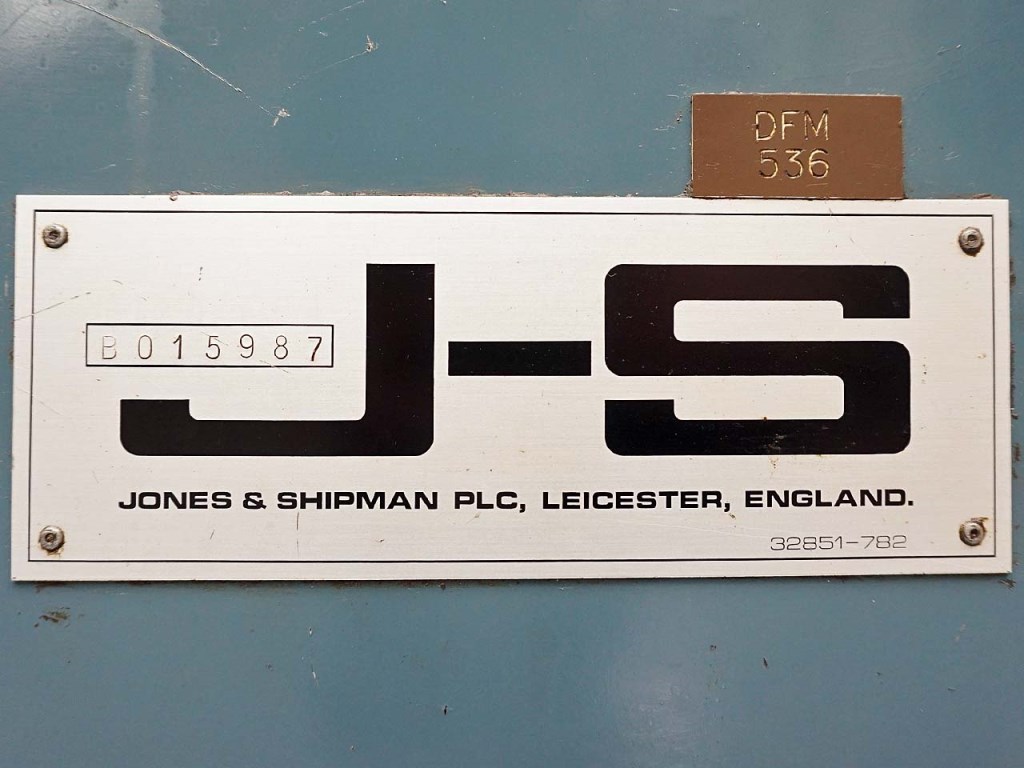 DFM
536
B015987
J-S
JONES & SHIPMAN PLC, LEICESTER, ENGLAND.
32851-782